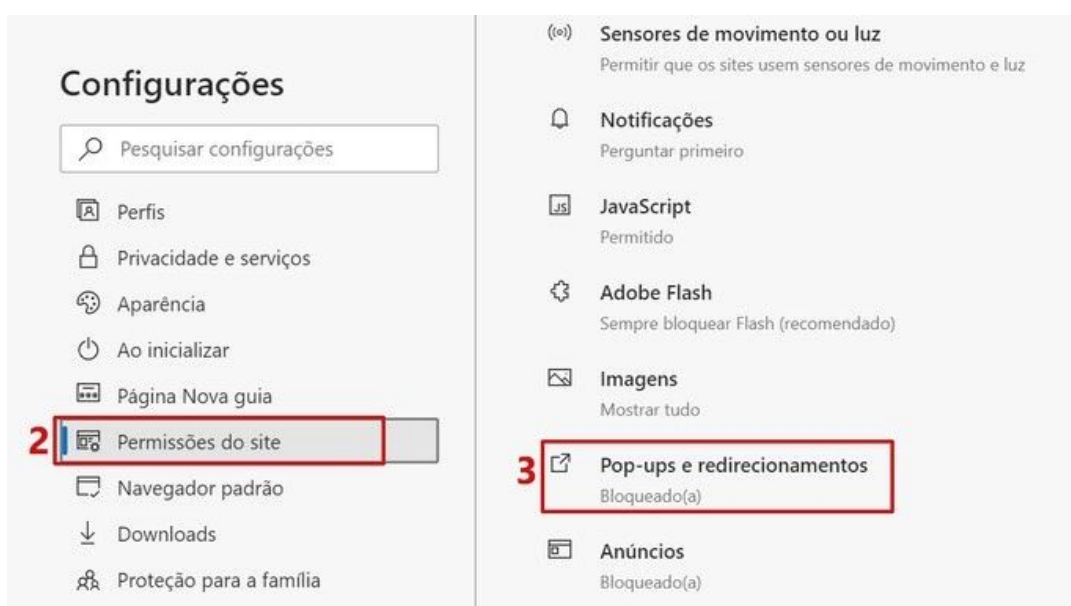 Configurações
Pesquisar configurações
Perfis
Privacidade e serviços
Aparência
Ao inicializar
Página Nova guia
2 Permissões do site
Navegador padrão
Downloads
Proteção para a família
Sensores de movimento ou luz
Permitir que os sites usem sensores de movimento e luz
Notificações
Perguntar primeiro
JS JavaScript
Permitido
Adobe Flash
Sempre bloquear Flash (recomendado)
Imagens
Mostrar tudo
3 Pop-ups e redirecionamentos
Bloqueado(a)
Anúncios
Bloqueado(a)